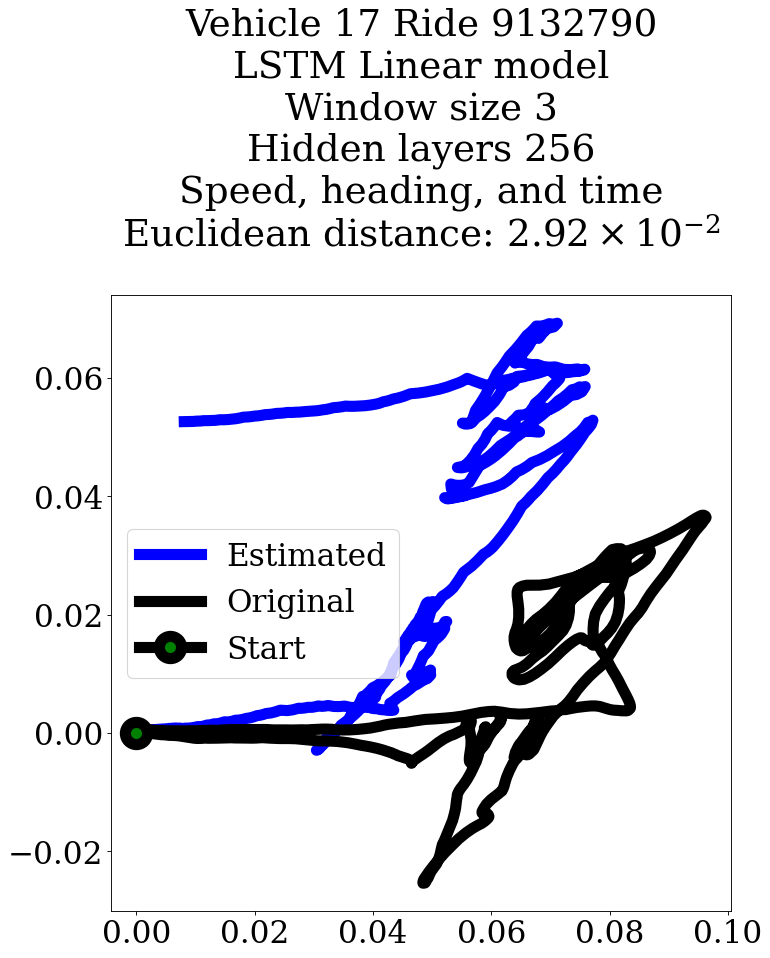 Vehicle 17 Ride 9132790
LSTM Linear model
Window size 3
Hidden layers 256
Speed, heading, and time
Euclidean distance: 2.92 × 10⁻²
0.06
0.04
0.02
0.00
−0.02
Estimated
Original
Start
0.00 0.02 0.04 0.06 0.08 0.10